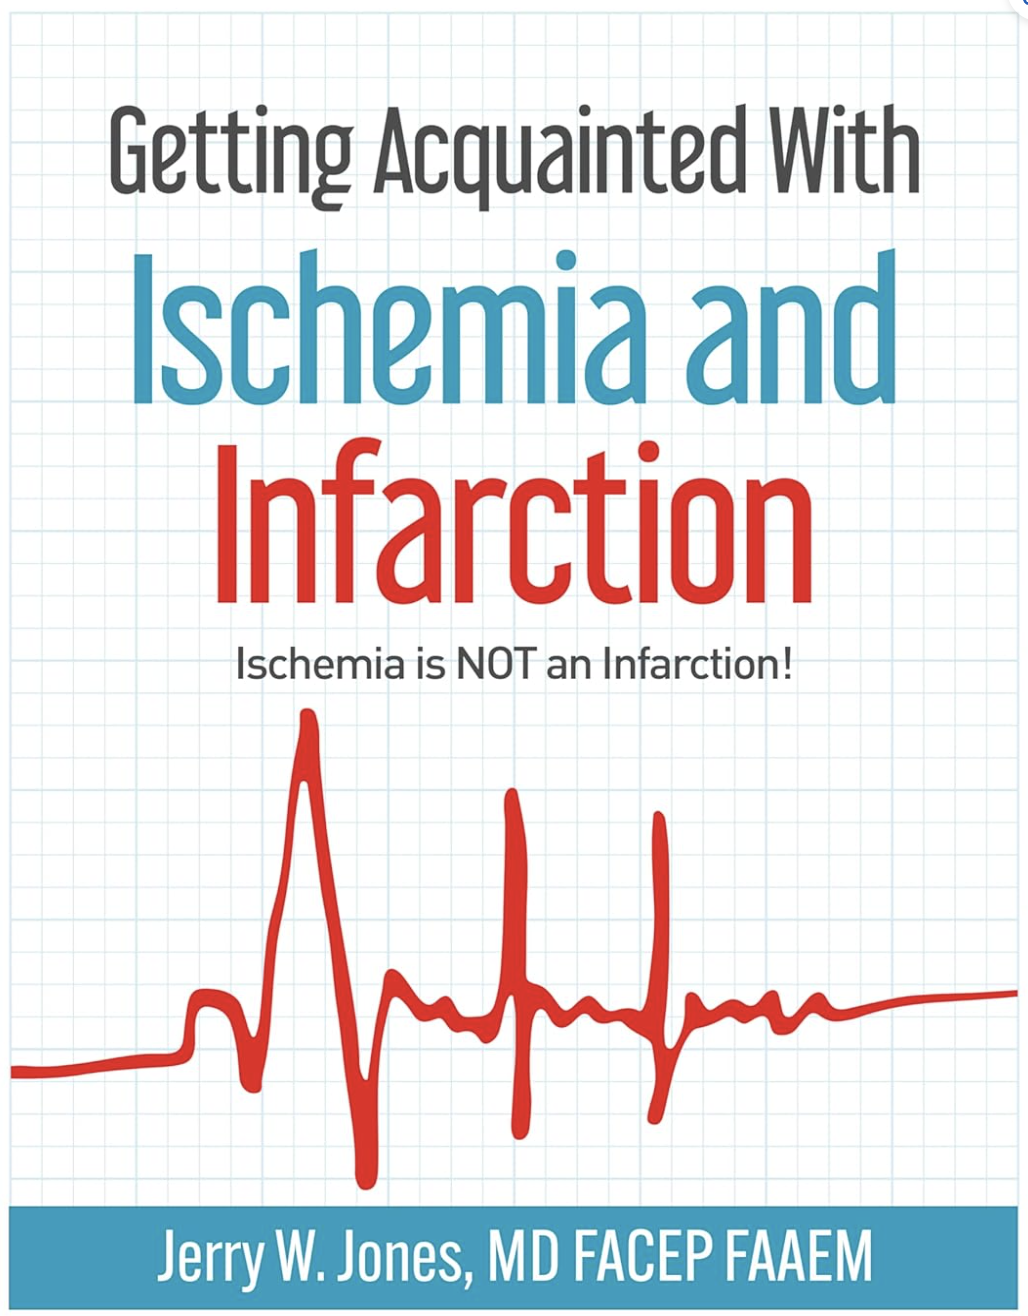 Getting Acquainted With
Ischemia and
Infarction
Ischemia is NOT an Infarction!
Jerry W. Jones, MD FACEP FAAEM